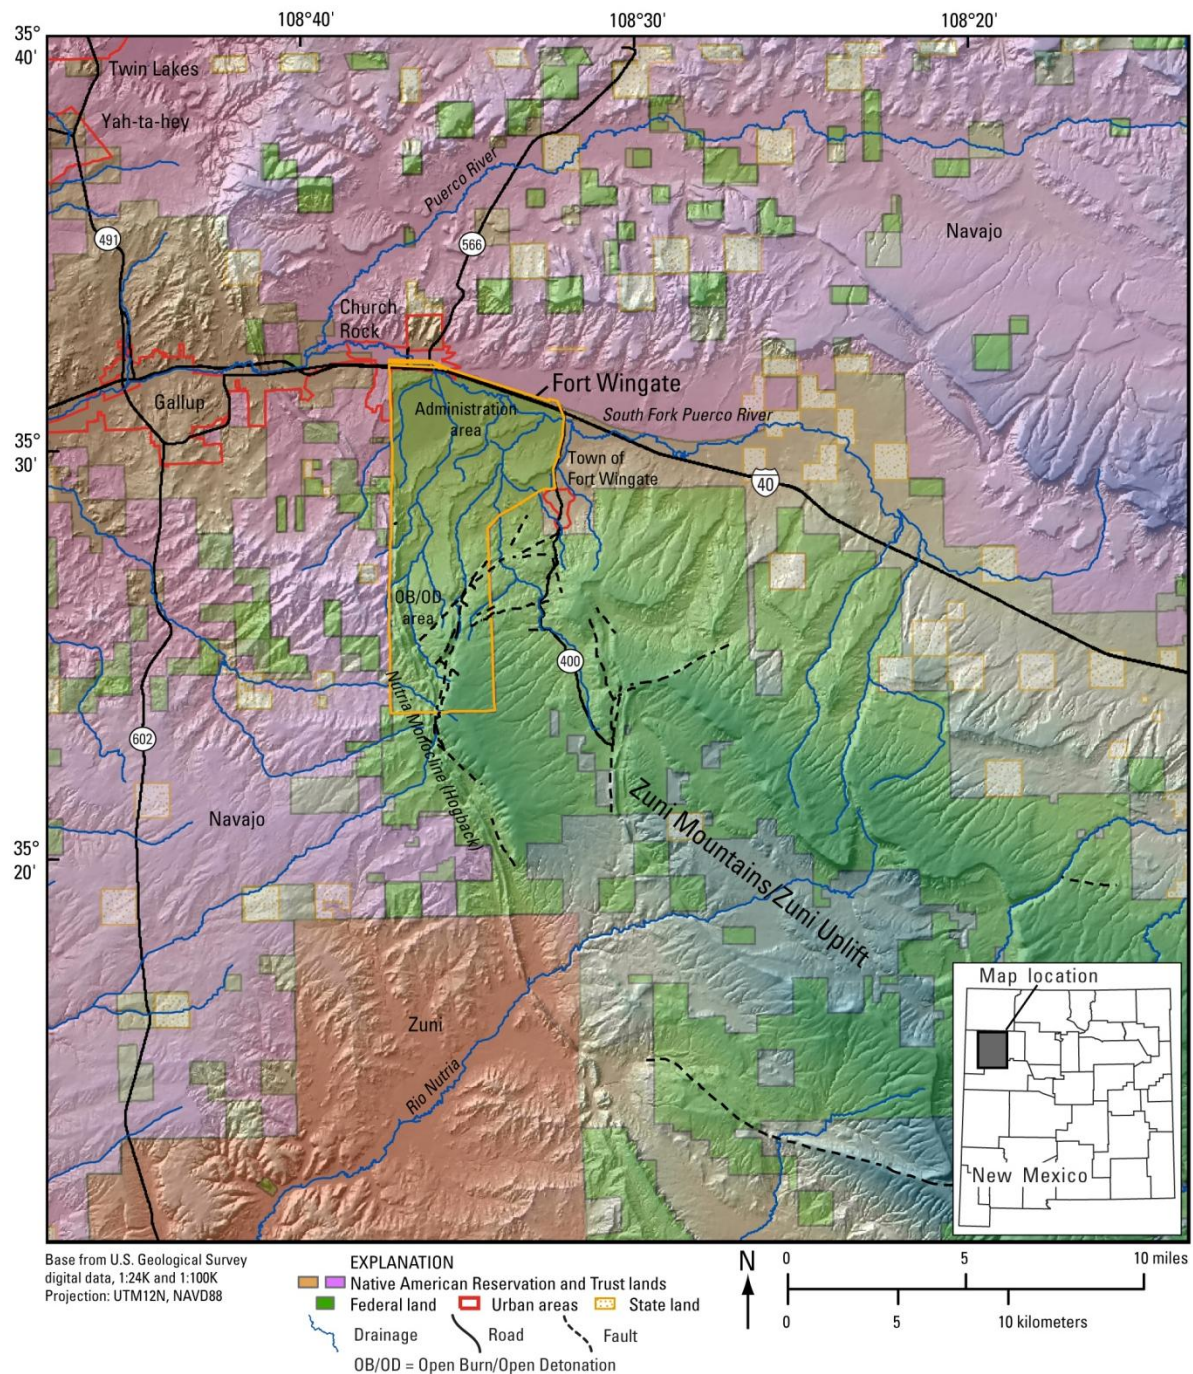 108°40' 108°30' 108°20'
35°
40'
Twin Lakes
Yah-ta-hey
Puerco River
491
566
Navajo
Church
Rock
Fort Wingate
Gallup
Administration
area
South Fork Puerco River
35°
30'
Town of
Fort Wingate
40
OB/OD
area
400
Nutria Monocline (Hogback)
602
Zuni Mountains/Zuni Uplift
Navajo
35°
20'
Map location
Zuni
Rio Nutria
New Mexico
Base from U.S. Geological Survey
digital data, 1:24K and 1:100K
Projection: UTM12N, NAVD88
EXPLANATION
Native American Reservation and Trust lands
Federal land Urban areas State land
Drainage Road Fault
OB/OD = Open Burn/Open Detonation
N
0 5 10 miles
0 5 10 kilometers